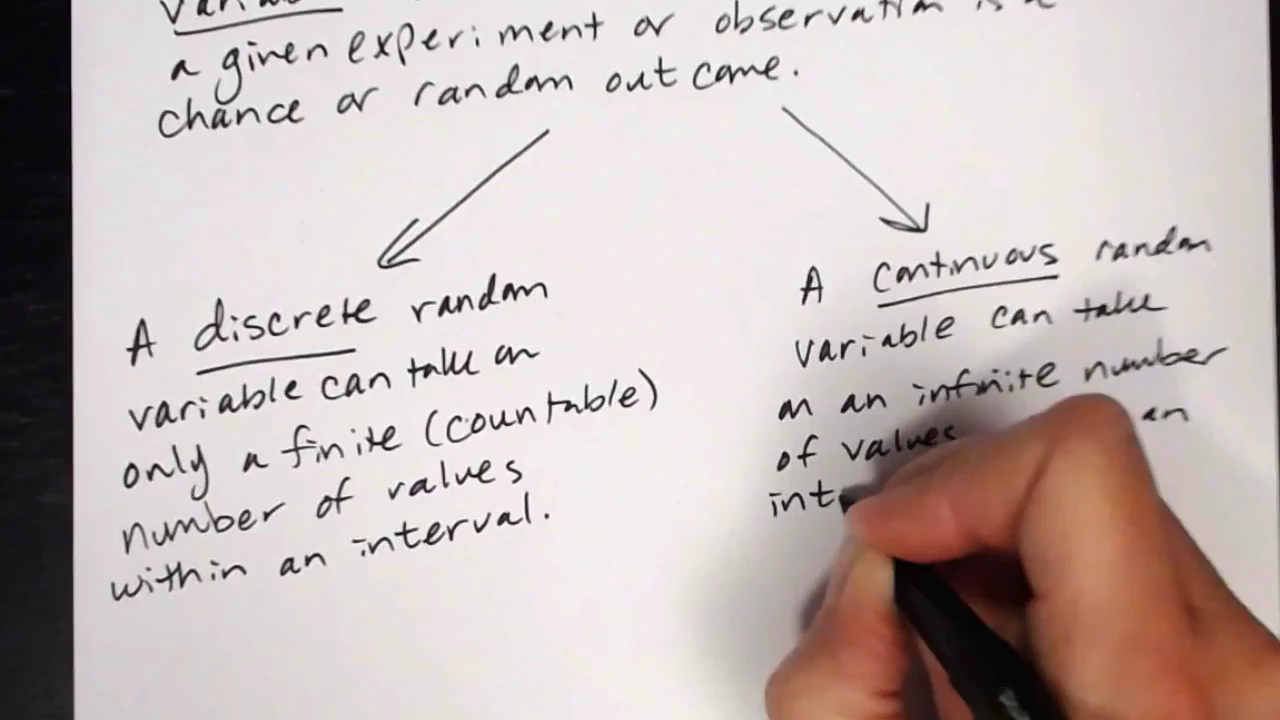 a given experiment or observation is a
chance or random outcome.
A discrete random
variable can take on
only a finite (countable)
number of values
within an interval.
A continuous random
variable can take
on an infinite number
of values an
int